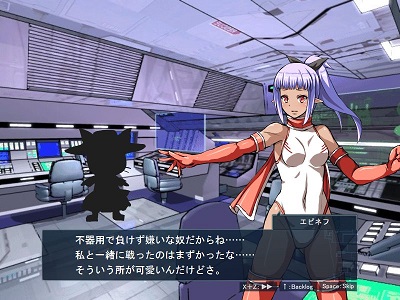 エピネフ
不器用で負けず嫌いな奴だからね……
私と一緒に戦ったのはまずかったな……
そういう所が可愛いんだけどさ。
X+Z:▶▶ ↑:Backlog Space:Skip